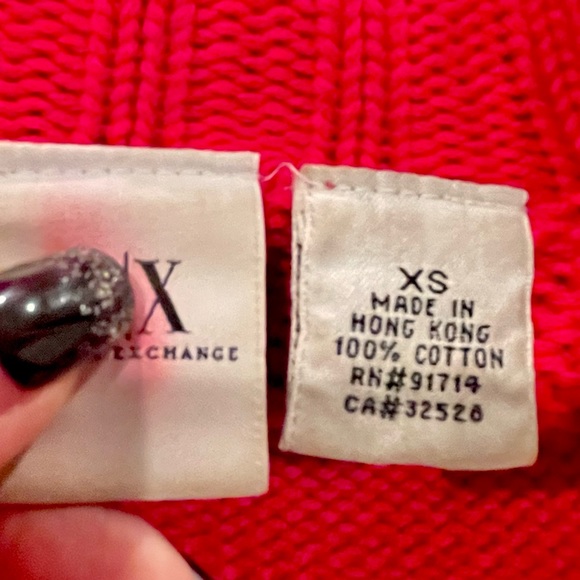 X
EXCHANGE
XS
MADE IN
HONG KONG
100% COTTON
RN#91714
CA#32528